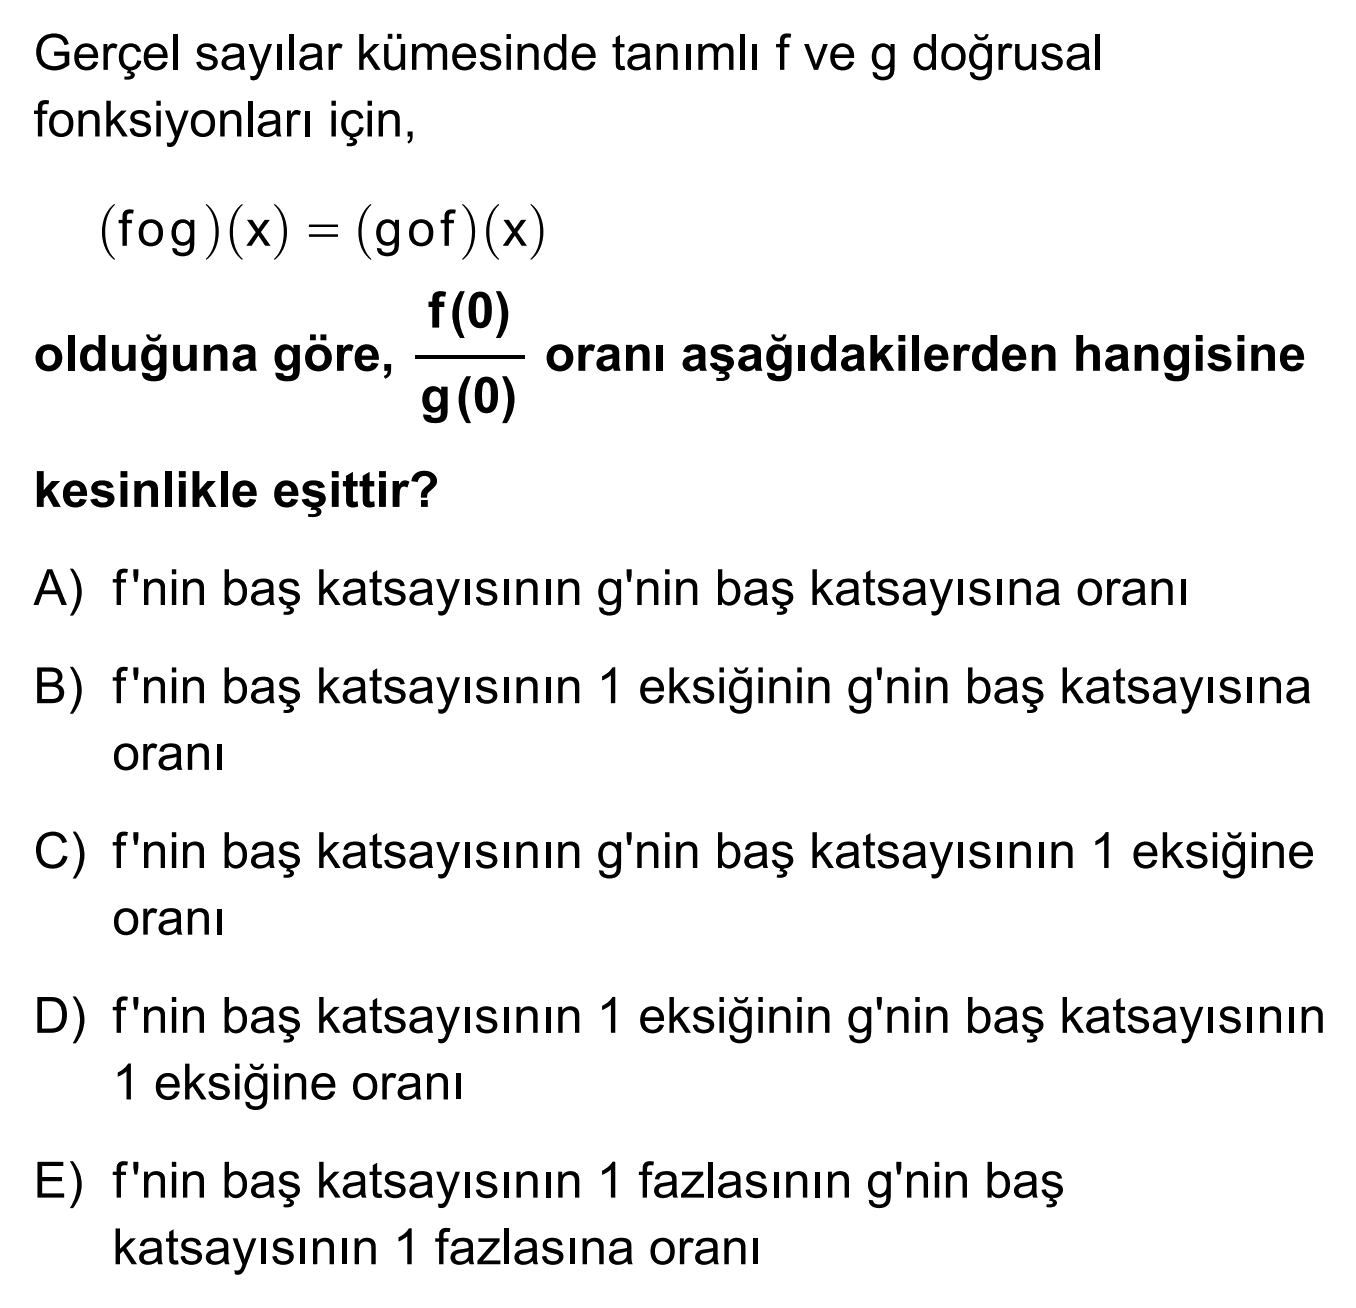 Gerçel sayılar kümesinde tanımlı f ve g doğrusal
fonksiyonları için,
(fog)(x) = (gof)(x)
olduğuna göre, f(0)/g(0) oranı aşağıdakilerden hangisine
kesinlikle eşittir?
A) f'nin baş katsayısının g'nin baş katsayısına oranı
B) f'nin baş katsayısının 1 eksiğinin g'nin baş katsayısına
oranı
C) f'nin baş katsayısının g'nin baş katsayısının 1 eksiğine
oranı
D) f'nin baş katsayısının 1 eksiğinin g'nin baş katsayısının
1 eksiğine oranı
E) f'nin baş katsayısının 1 fazlasının g'nin baş
katsayısının 1 fazlasına oranı